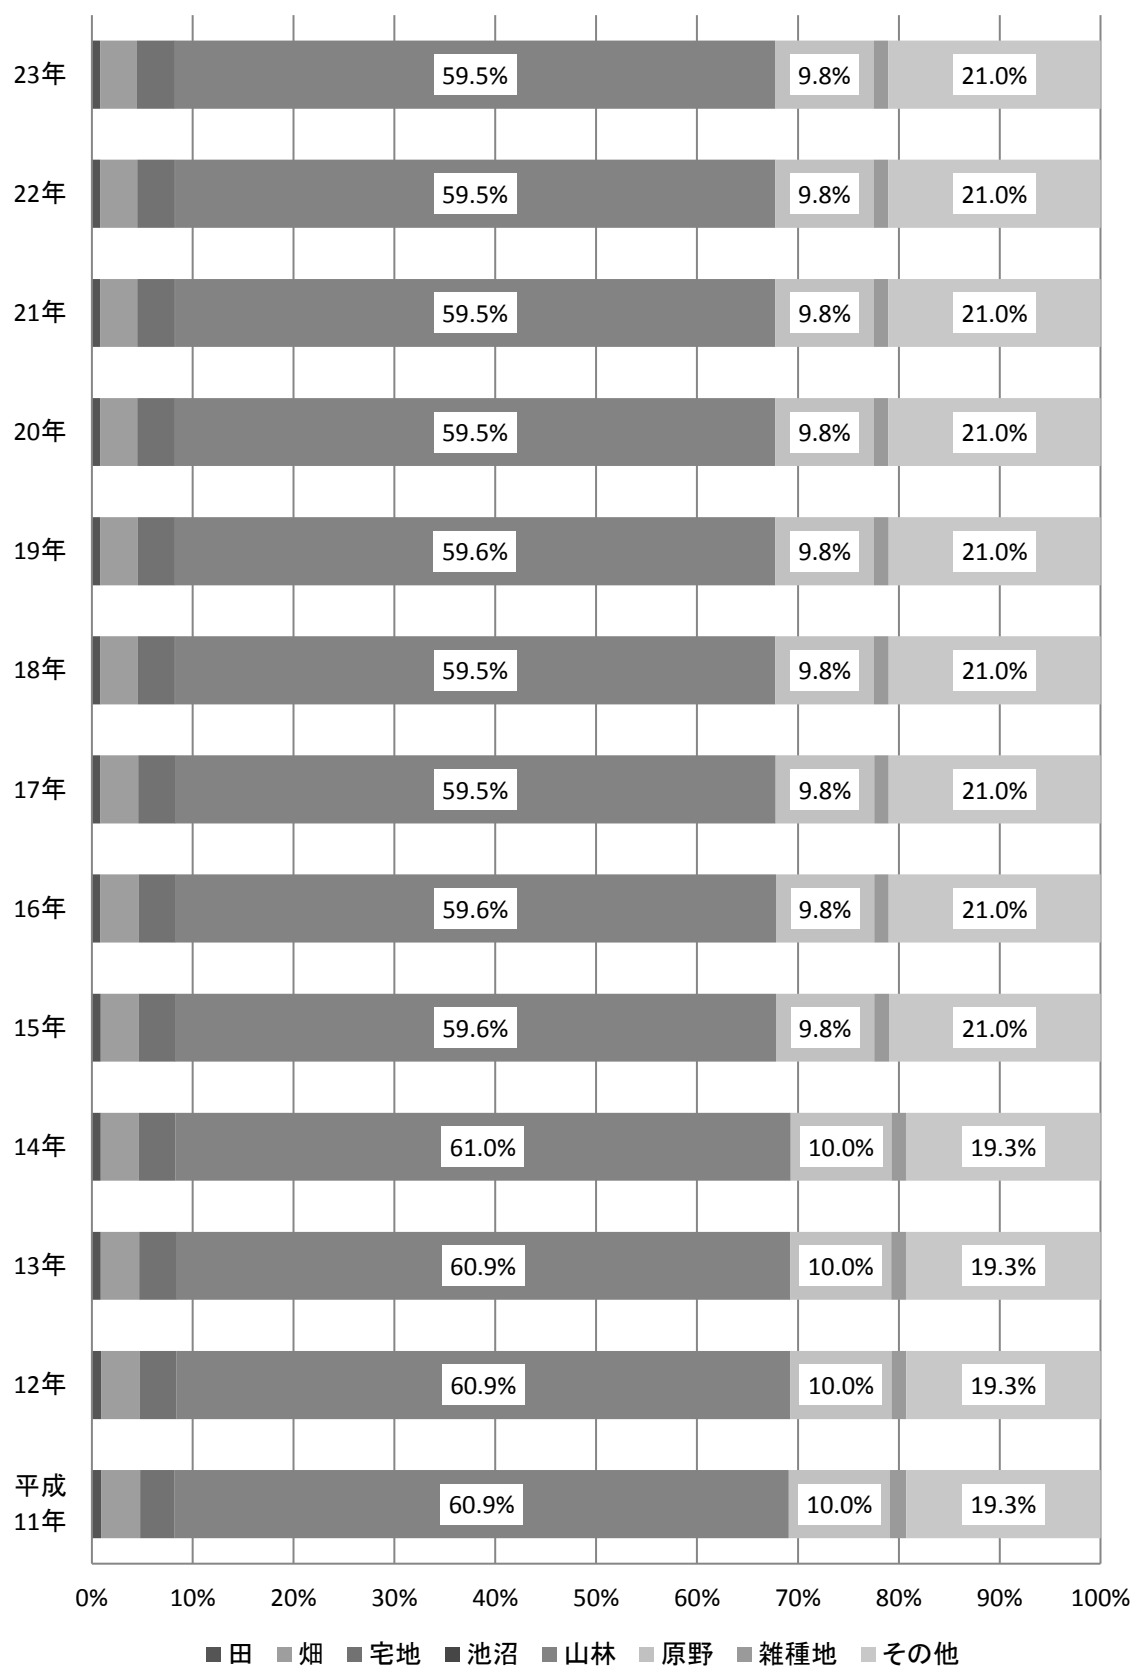 23年 59.5% 9.8% 21.0%
22年 59.5% 9.8% 21.0%
21年 59.5% 9.8% 21.0%
20年 59.5% 9.8% 21.0%
19年 59.6% 9.8% 21.0%
18年 59.5% 9.8% 21.0%
17年 59.5% 9.8% 21.0%
16年 59.6% 9.8% 21.0%
15年 59.6% 9.8% 21.0%
14年 61.0% 10.0% 19.3%
13年 60.9% 10.0% 19.3%
12年 60.9% 10.0% 19.3%
平成
11年 60.9% 10.0% 19.3%
0% 10% 20% 30% 40% 50% 60% 70% 80% 90% 100%
田 畑 宅地 池沼 山林 原野 雑種地 その他